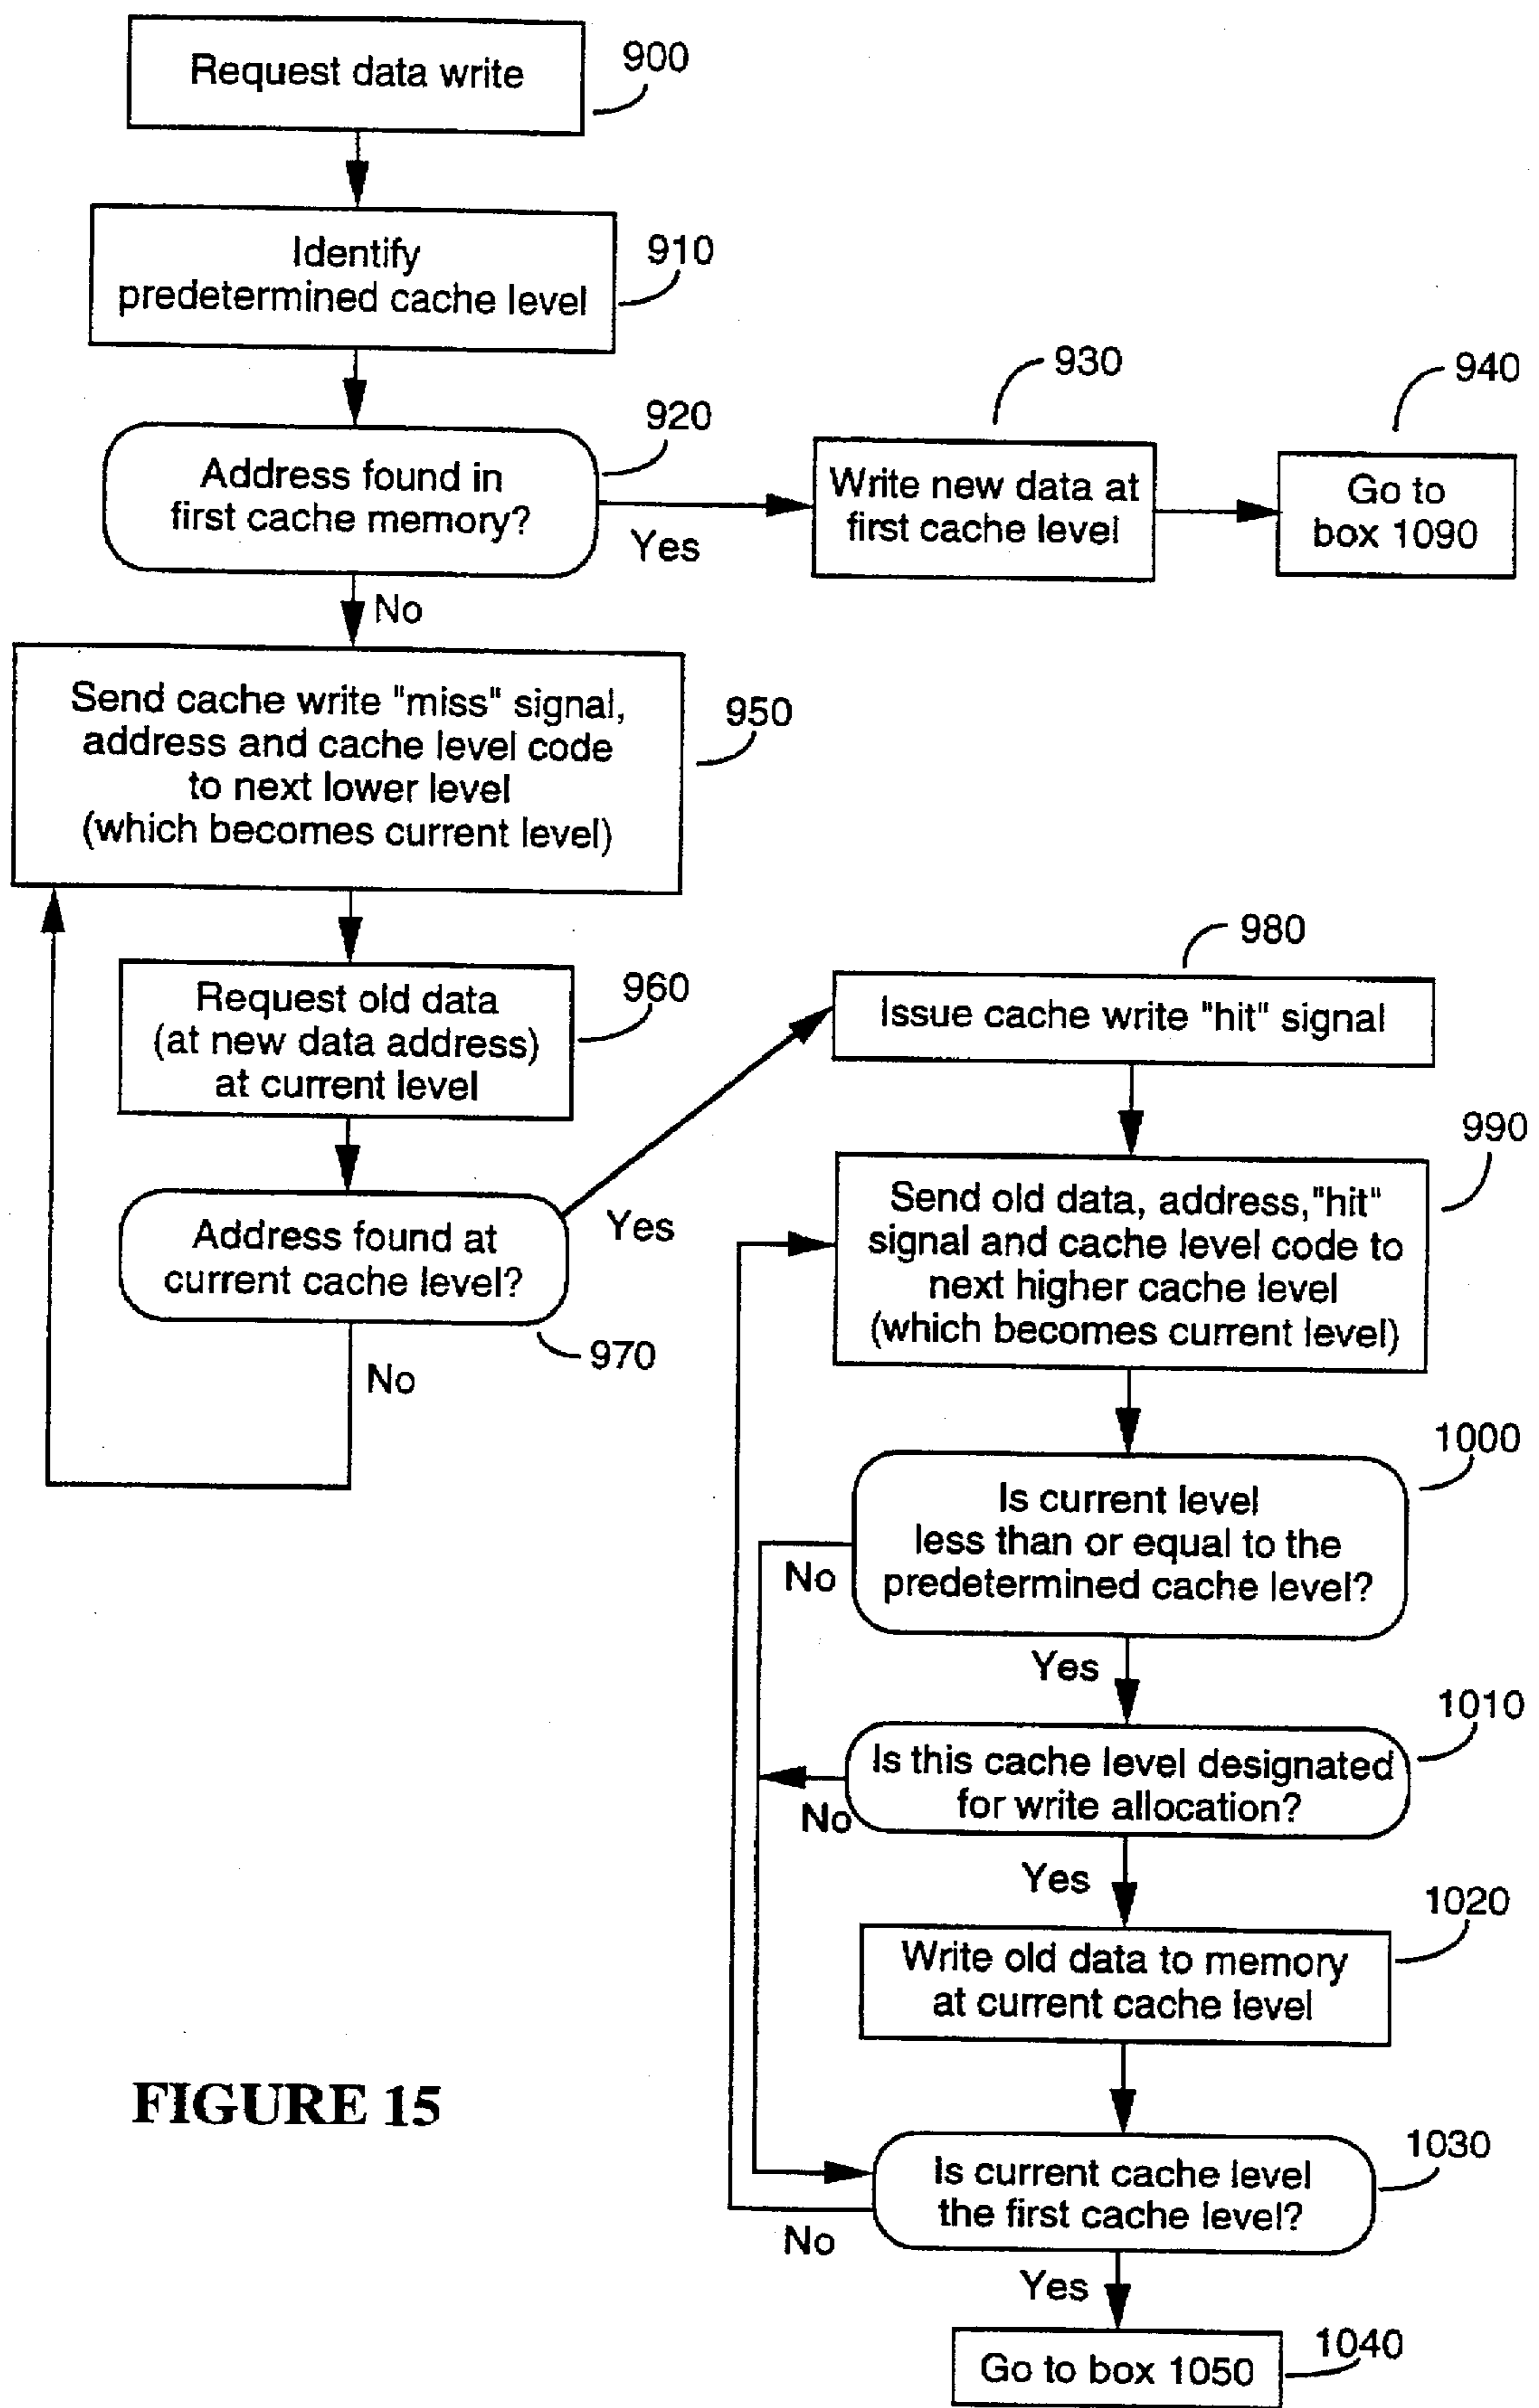 Request data write
900
Identify
predetermined cache level
910
Address found in
first cache memory?
920
Yes
Write new data at
first cache level
930
Go to
box 1090
940
No
Send cache write "miss" signal,
address and cache level code
to next lower level
(which becomes current level)
950
Request old data
(at new data address)
at current level
960
Address found at
current cache level?
970
Yes
No
980
Issue cache write "hit" signal
990
Send old data, address,"hit"
signal and cache level code to
next higher cache level
(which becomes current level)
1000
Is current level
less than or equal to the
predetermined cache level?
No
Yes
1010
Is this cache level designated
for write allocation?
No
Yes
1020
Write old data to memory
at current cache level
1030
Is current cache level
the first cache level?
No
Yes
Go to box 1050
1040
FIGURE 15